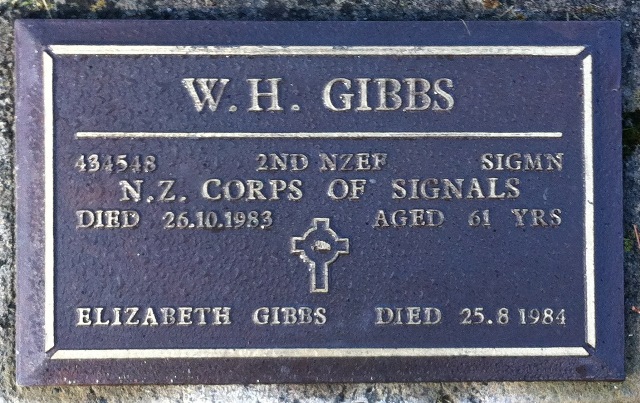 W. H. GIBBS
434548 2ND NZEF SIGMN
N.Z. CORPS OF SIGNALS
DIED 26.10.1983 AGED 61 YRS
ELIZABETH GIBBS DIED 25.8 1984